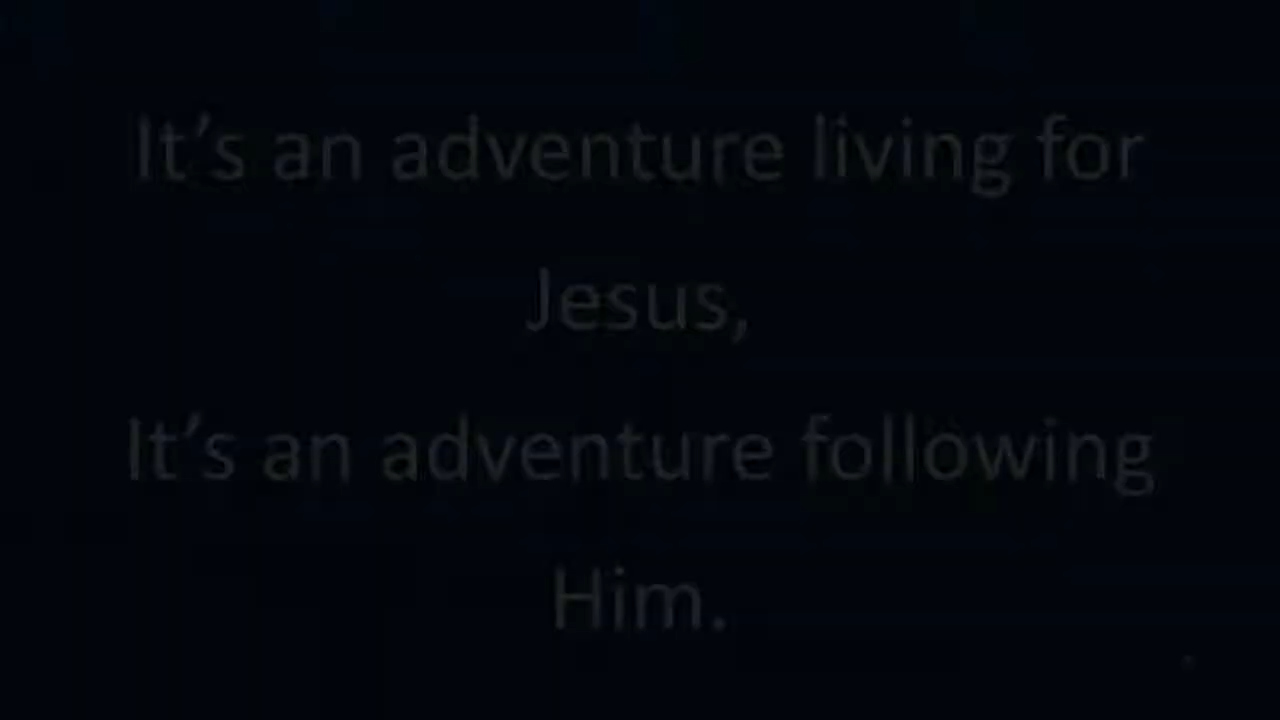 It’s an adventure living for
Jesus,
It’s an adventure following
Him.